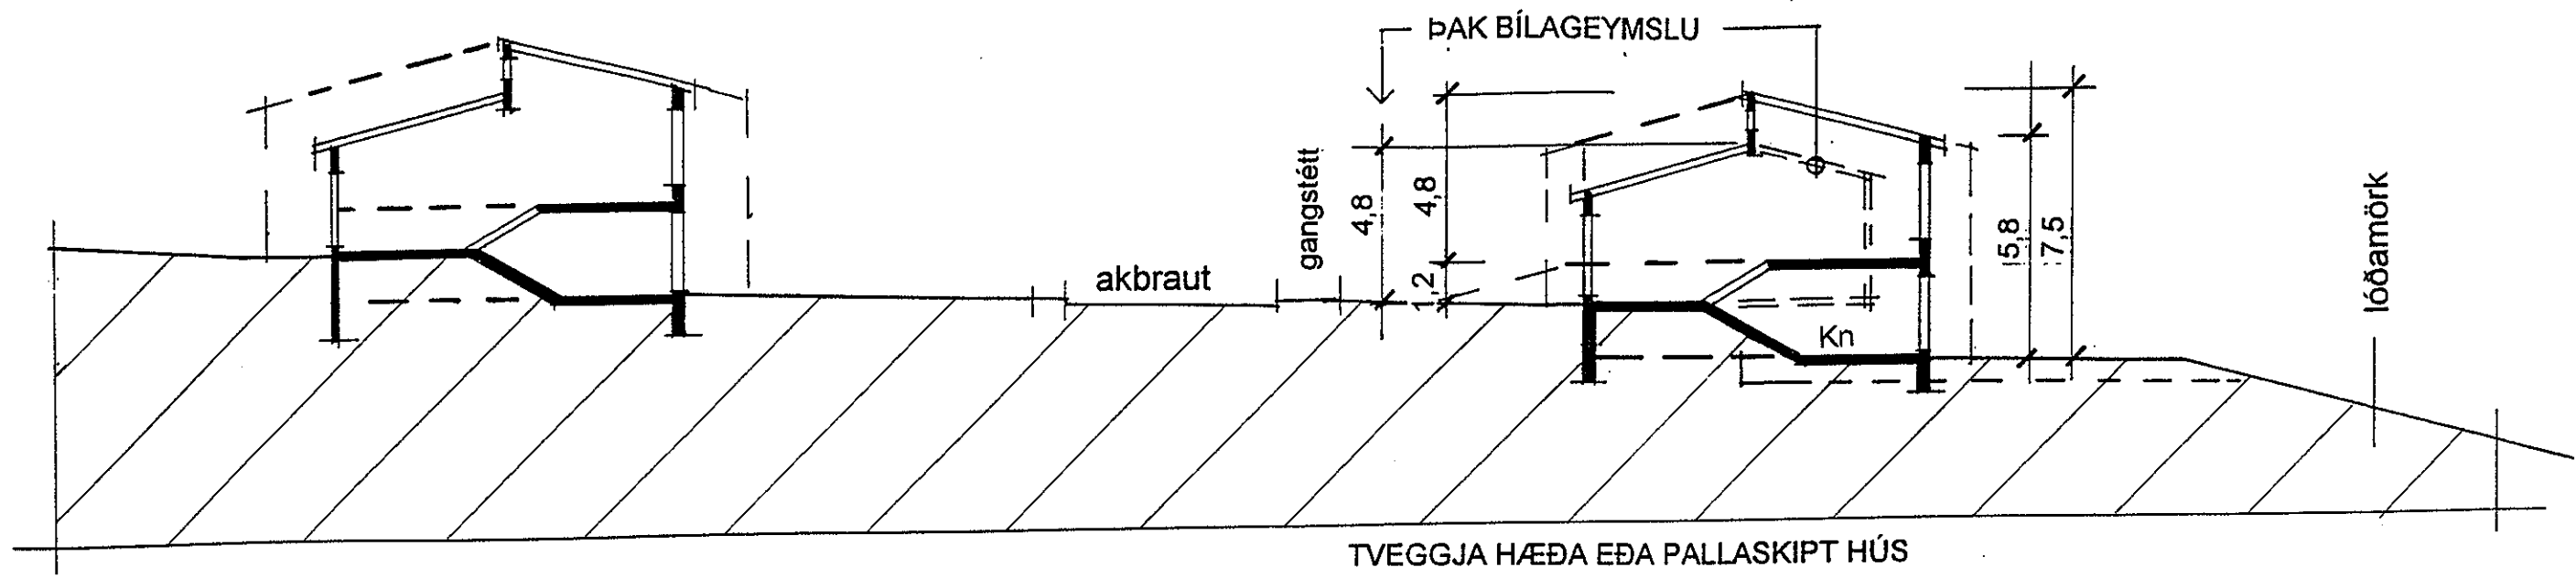 ÞAK BÍLAGEYMSLU
gangstétt
4,8
4,8
1,2
akbraut
5,8
7,5
lóðamörk
Kn
TVEGGJA HÆÐA EÐA PALLASKIPT HÚS